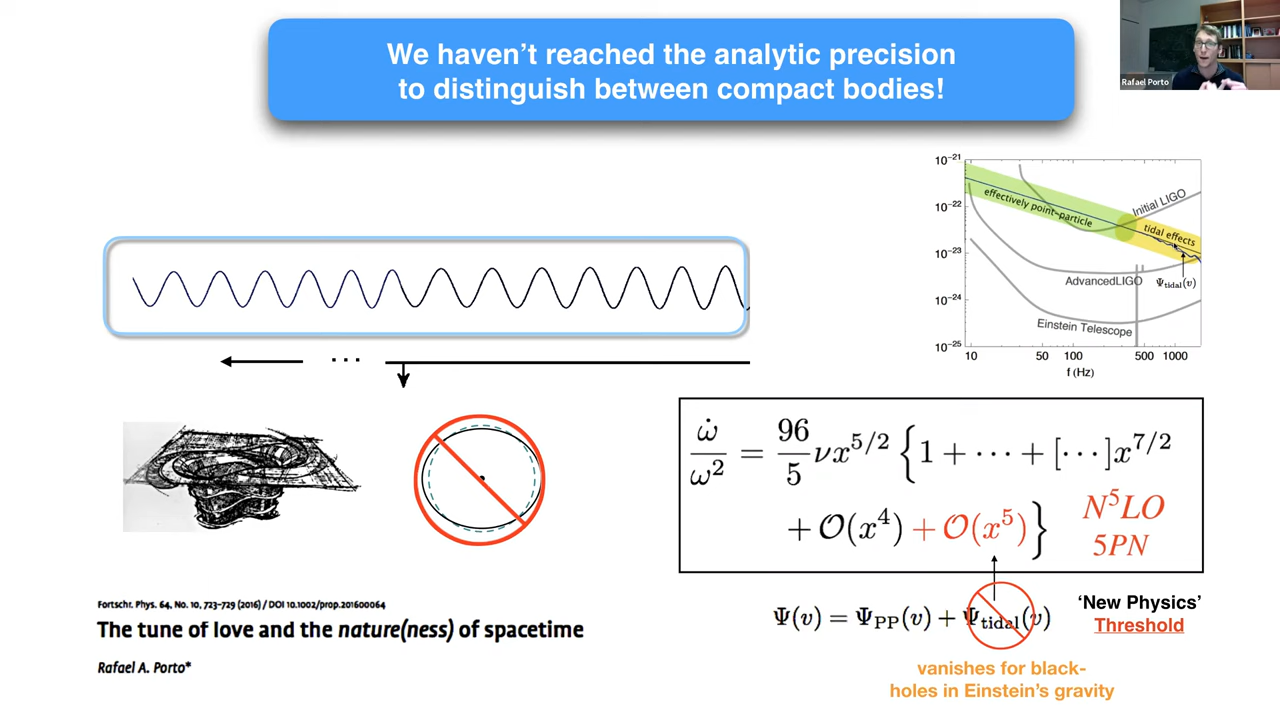 We haven't reached the analytic precision
to distinguish between compact bodies!
Rafael Porto
10⁻²¹
10⁻²²
10⁻²³
10⁻²⁴
10⁻²⁵
effectively point-particle
Initial LIGO
tidal effects
AdvancedLIGO
Ψtidal(v)
Einstein Telescope
10 50 100 500 1000
f (Hz)
...
ω̇/ω² = 96/5 νx^{5/2} {1 + ⋯ + [⋯]x^{7/2}
+ O(x⁴) + O(x⁵)}
N⁵LO
5PN
Ψ(v) = Ψ_PP(v) + Ψ_tidal(v)
'New Physics'
Threshold
vanishes for black-
holes in Einstein's gravity
Fortschr. Phys. 64, No. 10, 723–729 (2016) / DOI 10.1002/prop.201600064
The tune of love and the nature(ness) of spacetime
Rafael A. Porto*